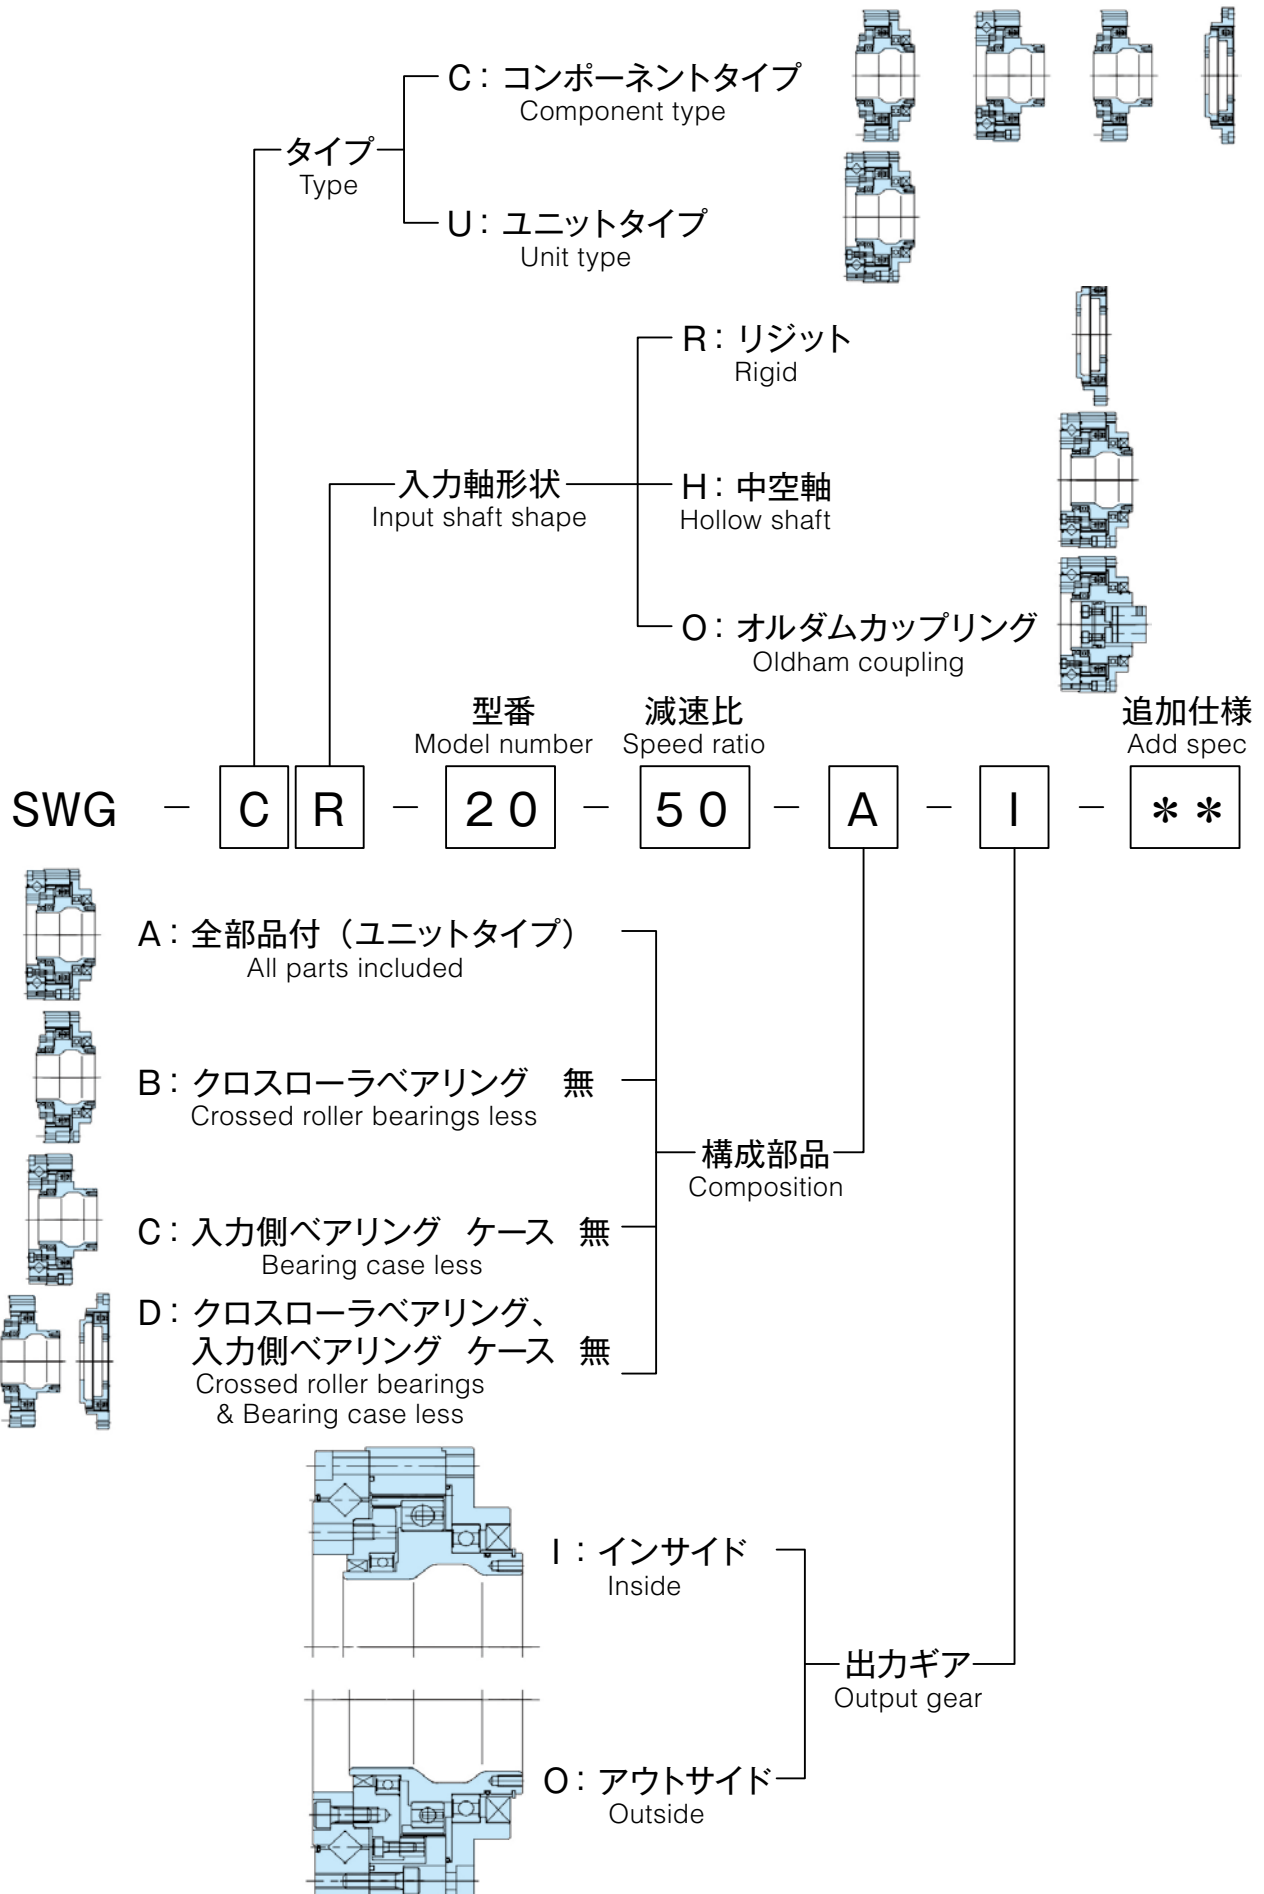 C：コンポーネントタイプ
Component type
タイプ
Type
U：ユニットタイプ
Unit type
R：リジット
Rigid
入力軸形状
Input shaft shape
H：中空軸
Hollow shaft
O：オルダムカップリング
Oldham coupling
型番
Model number
減速比
Speed ratio
追加仕様
Add spec
SWG － C R － 20 － 50 － A － I － ＊＊
A：全部品付（ユニットタイプ）
All parts included
B：クロスローラベアリング　無
Crossed roller bearings less
構成部品
Composition
C：入力側ベアリング　ケース　無
Bearing case less
D：クロスローラベアリング、
入力側ベアリング　ケース　無
Crossed roller bearings
& Bearing case less
I：インサイド
Inside
出力ギア
Output gear
O：アウトサイド
Outside